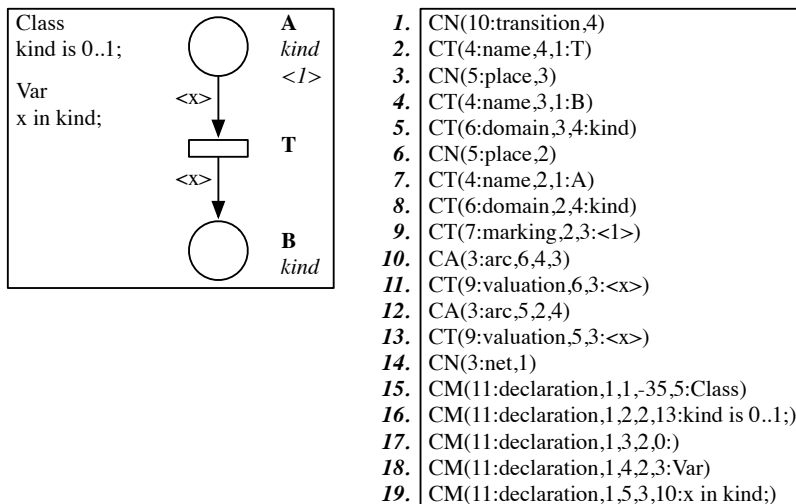 Class
kind is 0..1;
Var
x in kind;
A
kind
<1>
<x>
T
<x>
B
kind
1. CN(10:transition,4)
2. CT(4:name,4,1:T)
3. CN(5:place,3)
4. CT(4:name,3,1:B)
5. CT(6:domain,3,4:kind)
6. CN(5:place,2)
7. CT(4:name,2,1:A)
8. CT(6:domain,2,4:kind)
9. CT(7:marking,2,3:<1>)
10. CA(3:arc,6,4,3)
11. CT(9:valuation,6,3:<x>)
12. CA(3:arc,5,2,4)
13. CT(9:valuation,5,3:<x>)
14. CN(3:net,1)
15. CM(11:declaration,1,1,-35,5:Class)
16. CM(11:declaration,1,2,2,13:kind is 0..1;)
17. CM(11:declaration,1,3,2,0:)
18. CM(11:declaration,1,4,2,3:Var)
19. CM(11:declaration,1,5,3,10:x in kind;)